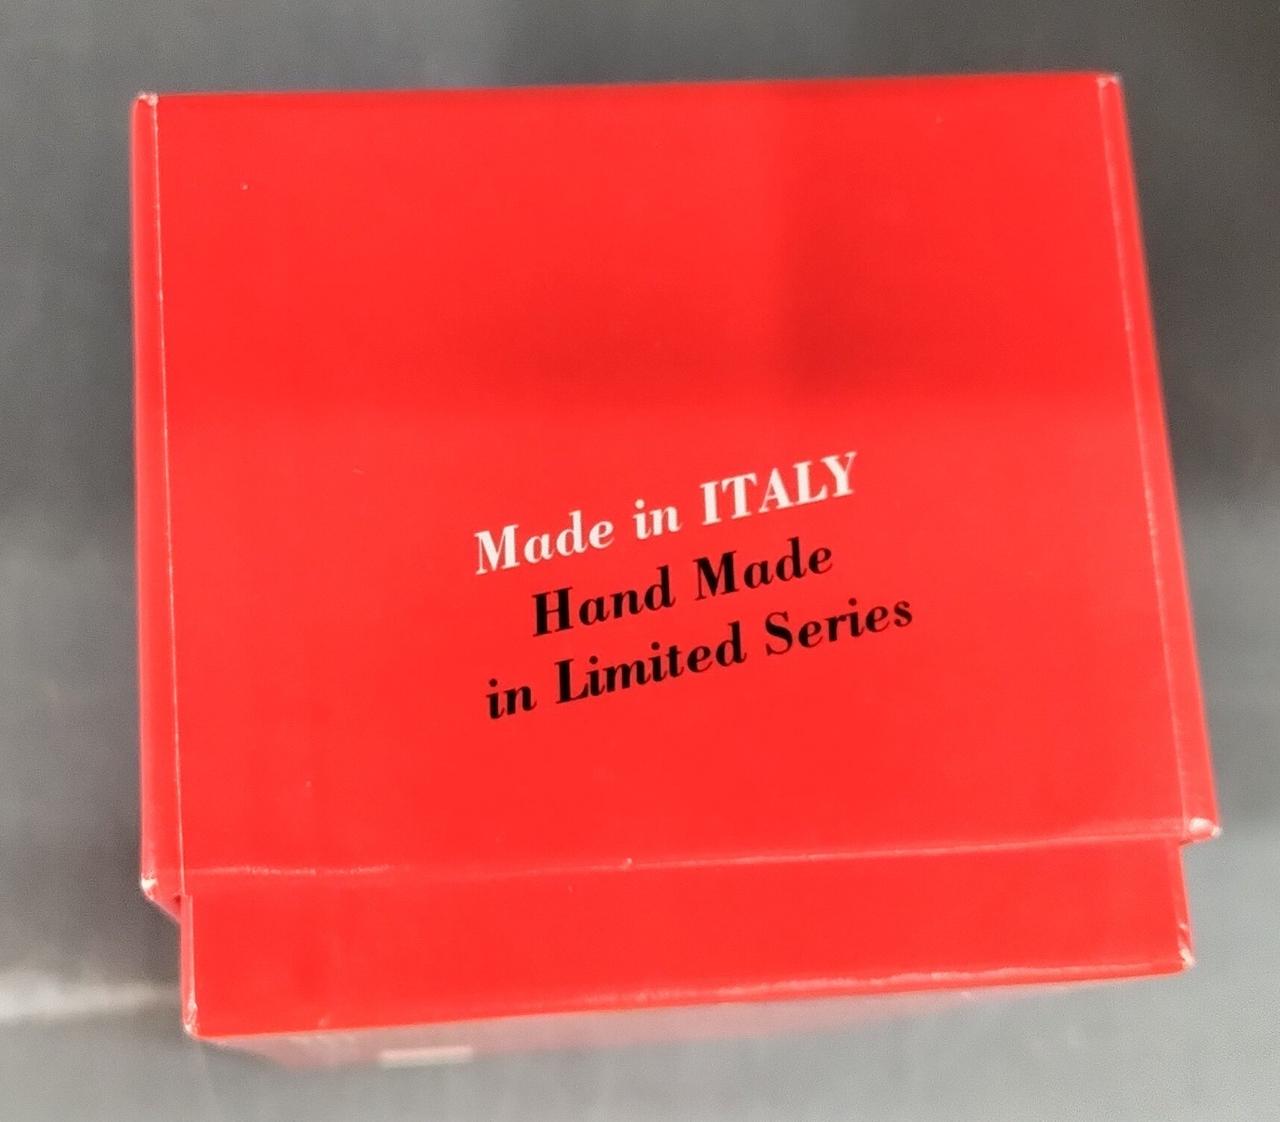 Made in ITALY
Hand Made
in Limited Series